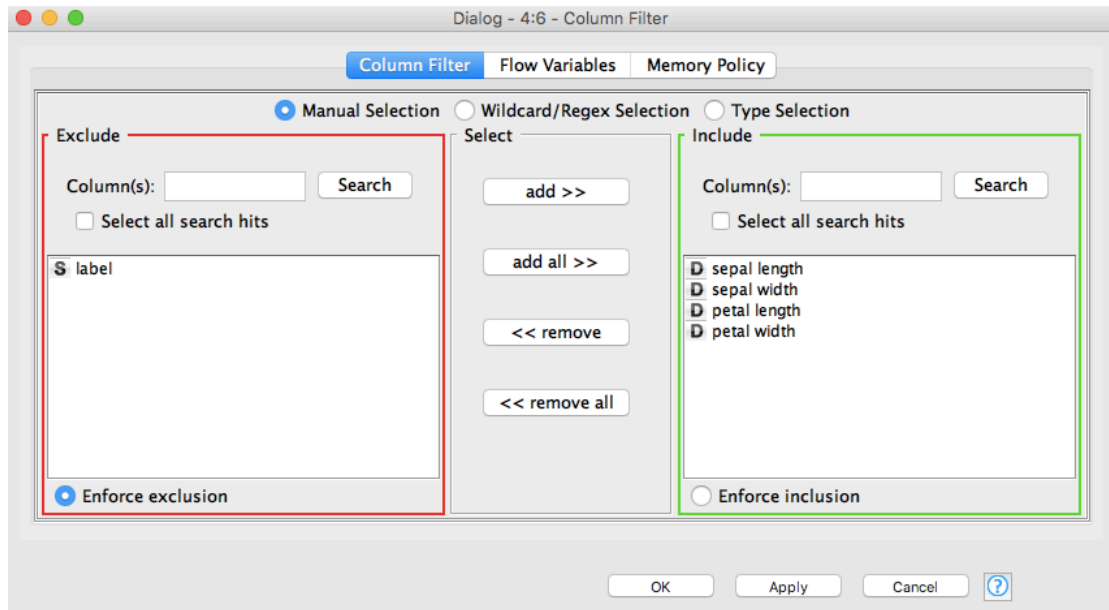 Dialog - 4:6 - Column Filter
Column Filter Flow Variables Memory Policy
Manual Selection Wildcard/Regex Selection Type Selection
Exclude
Column(s): Search
Select all search hits
S label
Enforce exclusion
Select
add >>
add all >>
<< remove
<< remove all
Include
Column(s): Search
Select all search hits
D sepal length
D sepal width
D petal length
D petal width
Enforce inclusion
OK Apply Cancel ?